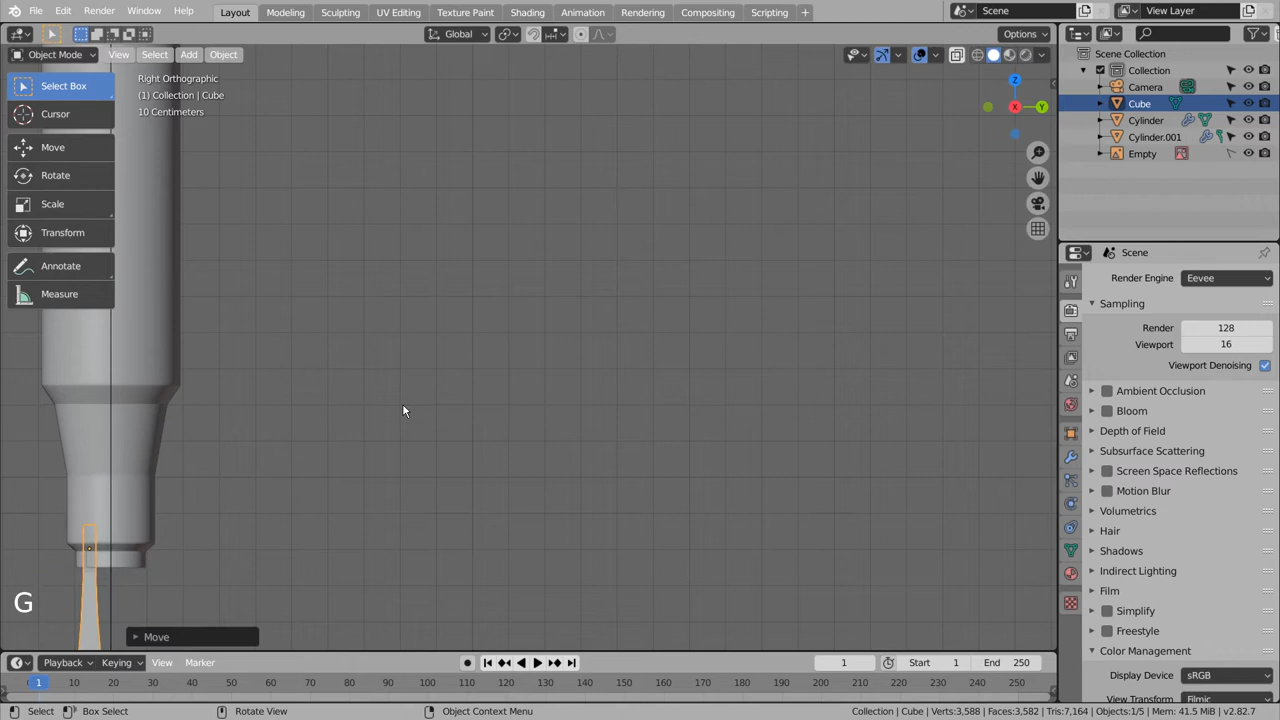 File Edit Render Window Help Layout Modeling Sculpting UV Editing Texture Paint Shading Animation Rendering Compositing Scripting + Scene View Layer
Global Options
Object Mode View Select Add Object
Scene Collection
Collection
Camera
Cube
Cylinder
Cylinder.001
Empty
Select Box
Cursor
Move
Rotate
Scale
Transform
Annotate
Measure
Right Orthographic
(1) Collection | Cube
10 Centimeters
Z
X
Y
Scene
Render Engine Eevee
Sampling
Render 128
Viewport 16
Viewport Denoising
Ambient Occlusion
Bloom
Depth of Field
Subsurface Scattering
Screen Space Reflections
Motion Blur
Volumetrics
Hair
Shadows
Indirect Lighting
Film
Simplify
Freestyle
Color Management
Display Device sRGB
View Transform Filmic
G
Move
Playback Keying View Marker 1 Start 1 End 250
1 10 20 30 40 50 60 70 80 90 100 110 120 130 140 150 160 170 180 190 200 210 220 230 240 250
Select Box Select Rotate View Object Context Menu Collection | Cube | Verts:3,588 | Faces:3,582 | Tris:7,164 | Objects:1/5 | Mem: 41.5 MiB | v2.82.7